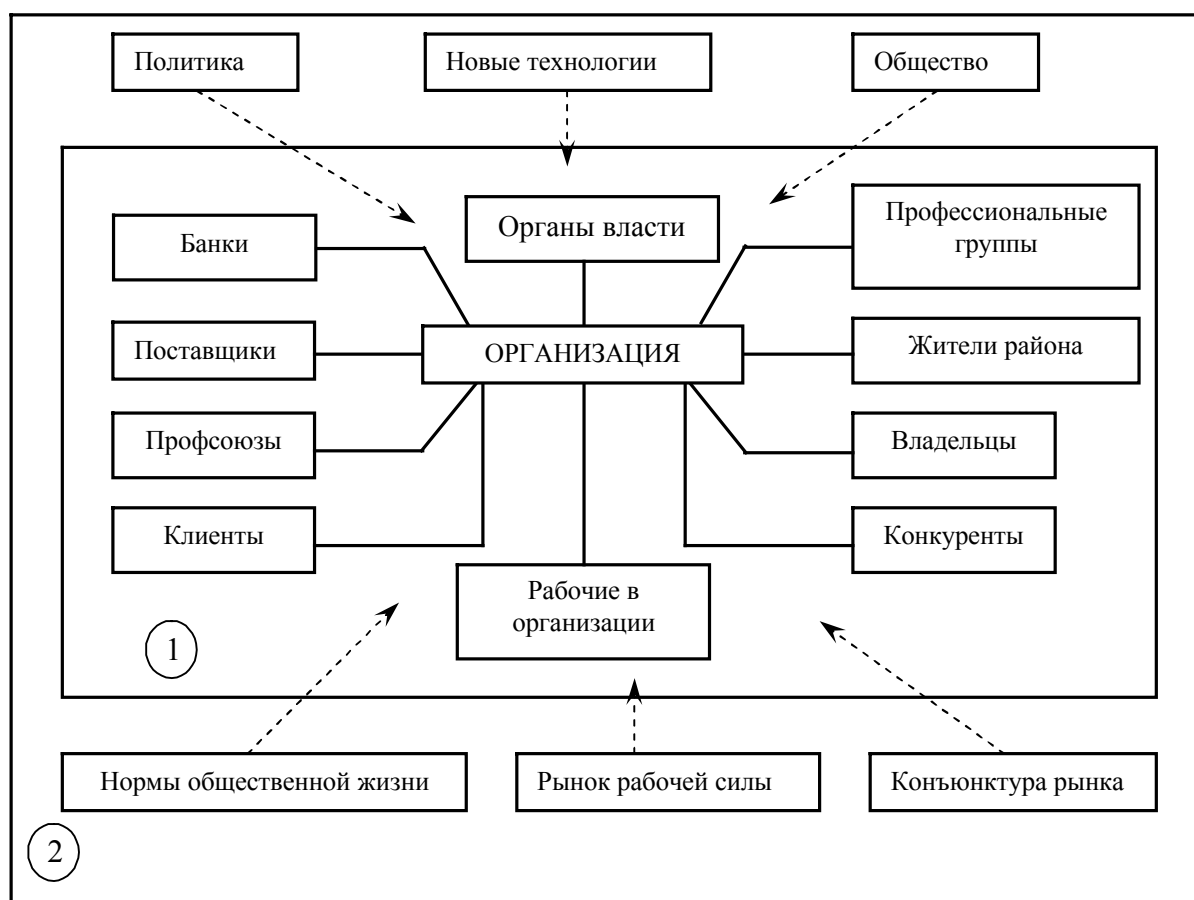 Политика
Новые технологии
Общество
Органы власти
Профессиональные
группы
Банки
ОРГАНИЗАЦИЯ
Поставщики
Жители района
Профсоюзы
Владельцы
Клиенты
Конкуренты
Рабочие в
организации
1
Нормы общественной жизни
Рынок рабочей силы
Конъюнктура рынка
2